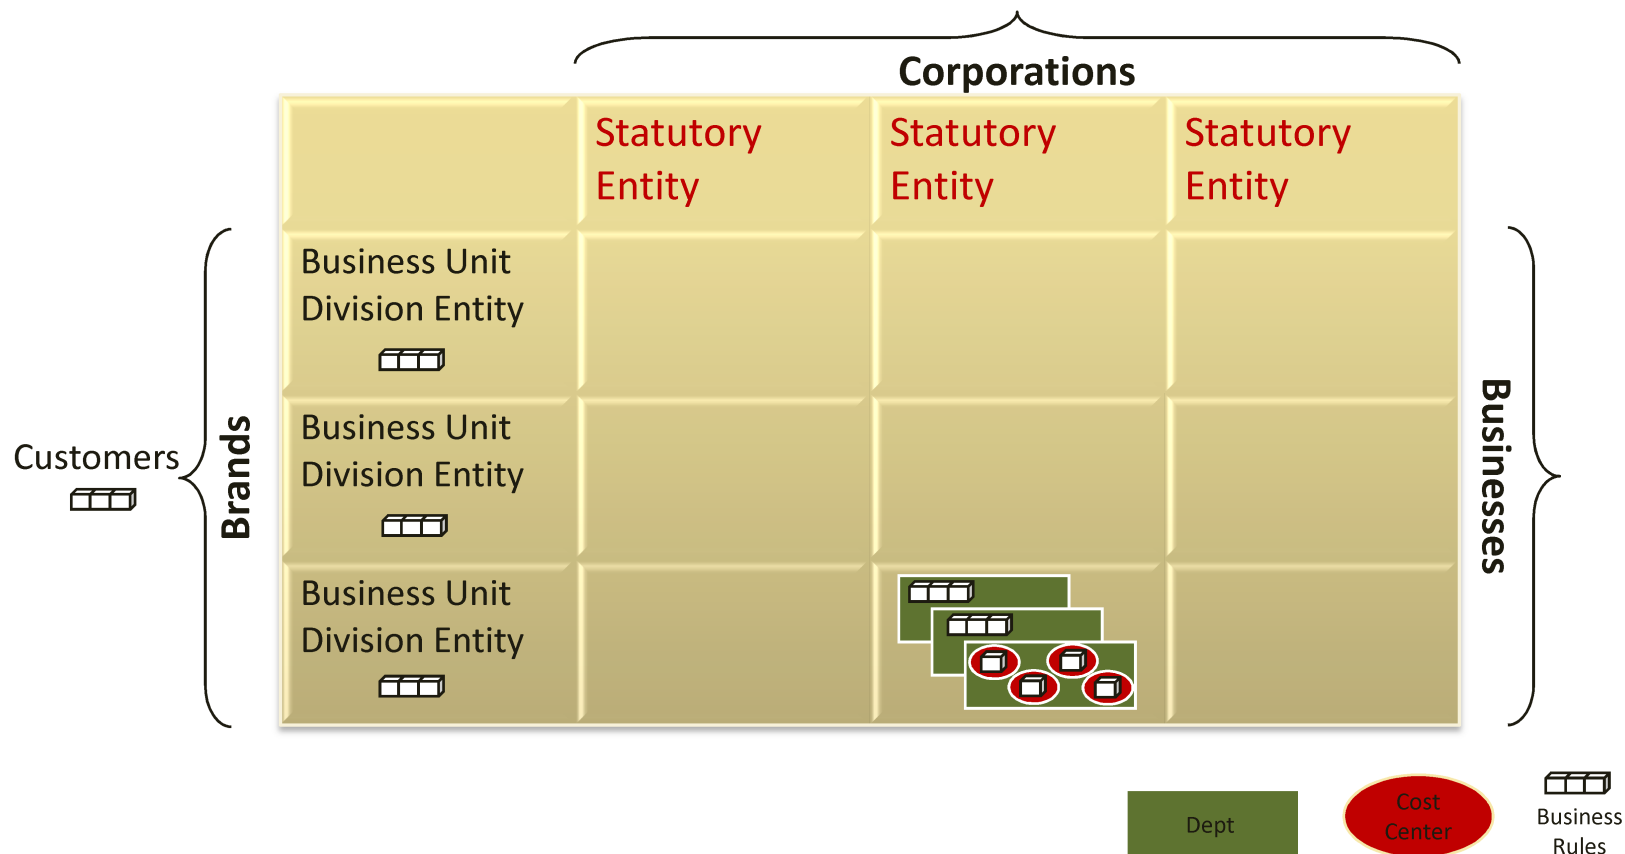 Corporations
Statutory
Entity
Statutory
Entity
Statutory
Entity
Business Unit
Division Entity
Business Unit
Division Entity
Business Unit
Division Entity
Customers
Brands
Businesses
Dept
Cost
Center
Business
Rules